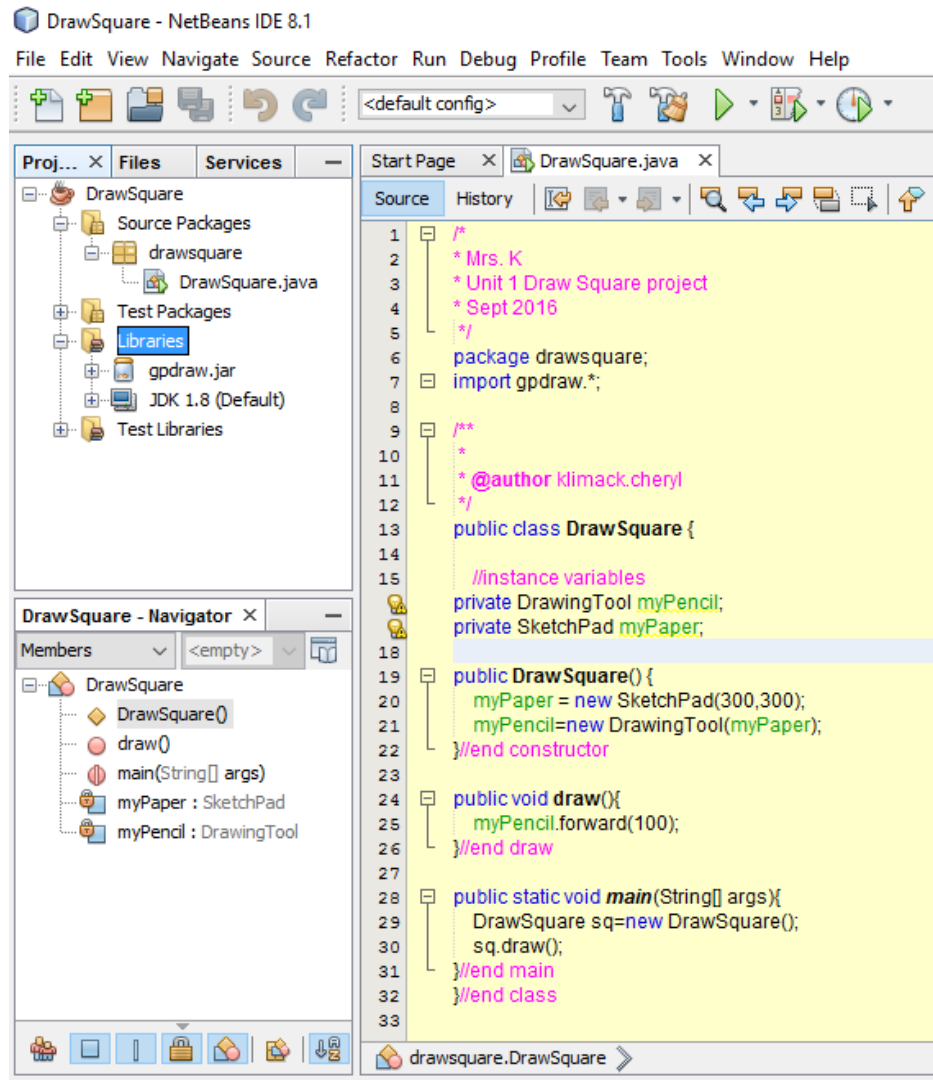 DrawSquare - NetBeans IDE 8.1
File Edit View Navigate Source Refactor Run Debug Profile Team Tools Window Help
<default config>
Proj... Files Services
DrawSquare
Source Packages
drawsquare
DrawSquare.java
Test Packages
Libraries
gpdraw.jar
JDK 1.8 (Default)
Test Libraries
DrawSquare - Navigator
Members <empty>
DrawSquare
DrawSquare()
draw()
main(String[] args)
myPaper : SketchPad
myPencil : DrawingTool
Start Page DrawSquare.java
Source History
1 /*
2 * Mrs. K
3 * Unit 1 Draw Square project
4 * Sept 2016
5 */
6 package drawsquare;
7 import gpdraw.*;
8
9 /**
10 *
11 * @author klimack.cheryl
12 */
13 public class DrawSquare {
14
15 //instance variables
private DrawingTool myPencil;
private SketchPad myPaper;
18
19 public DrawSquare() {
20 myPaper = new SketchPad(300,300);
21 myPencil=new DrawingTool(myPaper);
22 }//end constructor
23
24 public void draw(){
25 myPencil.forward(100);
26 }//end draw
27
28 public static void main(String[] args){
29 DrawSquare sq=new DrawSquare();
30 sq.draw();
31 }//end main
32 }//end class
33
drawsquare.DrawSquare